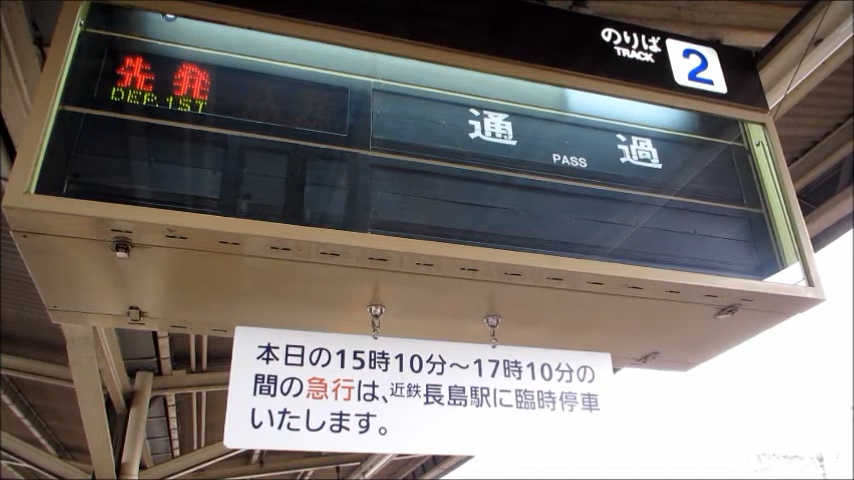 のりば 2
TRACK
先発
DEP.1ST
通過
PASS
本日の15時10分～17時10分の
間の急行は、近鉄長島駅に臨時停車
いたします。